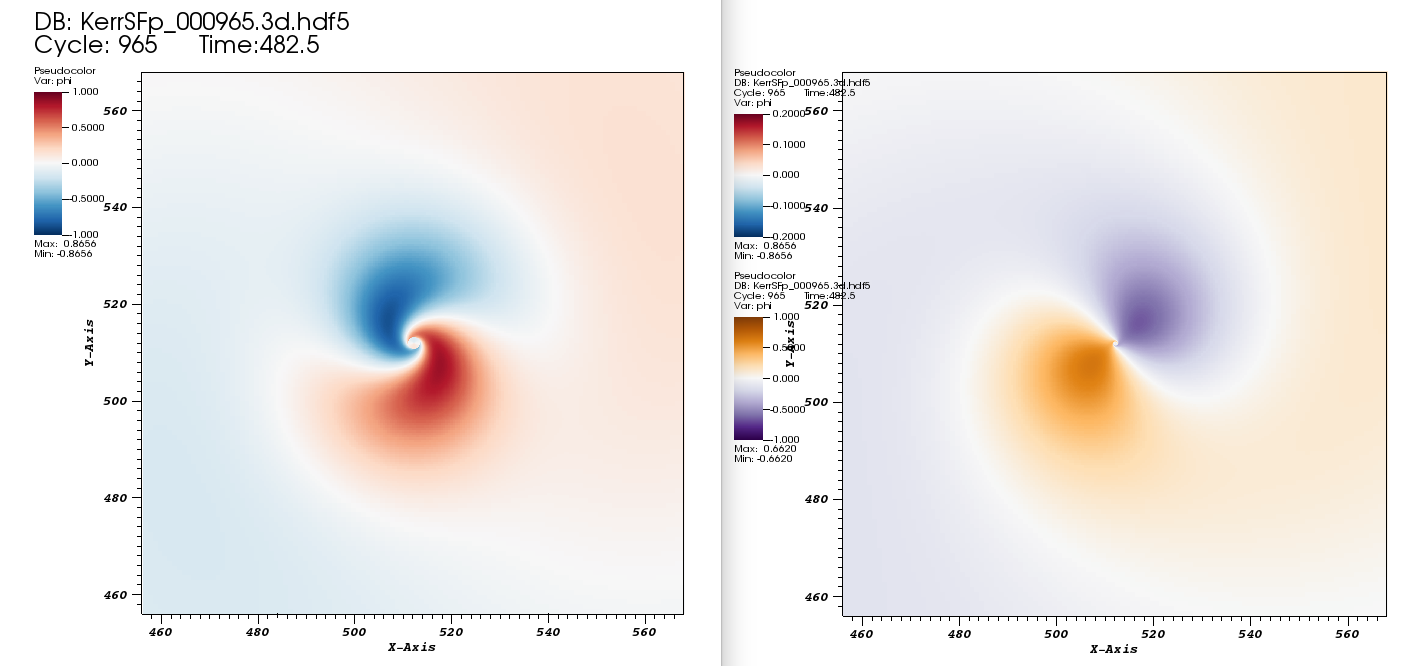 DB: KerrSFp_000965.3d.hdf5
Cycle: 965 Time:482.5
Pseudocolor
Var: phi
1.000
0.5000
0.000
-0.5000
-1.000
Max: 0.8656
Min: -0.8656
560
540
520
500
480
460
Y-Axis
460
480
500
520
540
560
X-Axis
Pseudocolor
DB: KerrSFp_000965.3d.hdf5
Cycle: 965 Time:482.5
Var: phi
0.2000
0.1000
0.000
-0.1000
-0.2000
Max: 0.8656
Min: -0.8656
Pseudocolor
DB: KerrSFp_000965.3d.hdf5
Cycle: 965 Time:482.5
Var: phi
1.000
0.5000
0.000
-0.5000
-1.000
Max: 0.6620
Min: -0.6620
560
540
520
500
480
460
Y-Axis
460
480
500
520
540
560
X-Axis